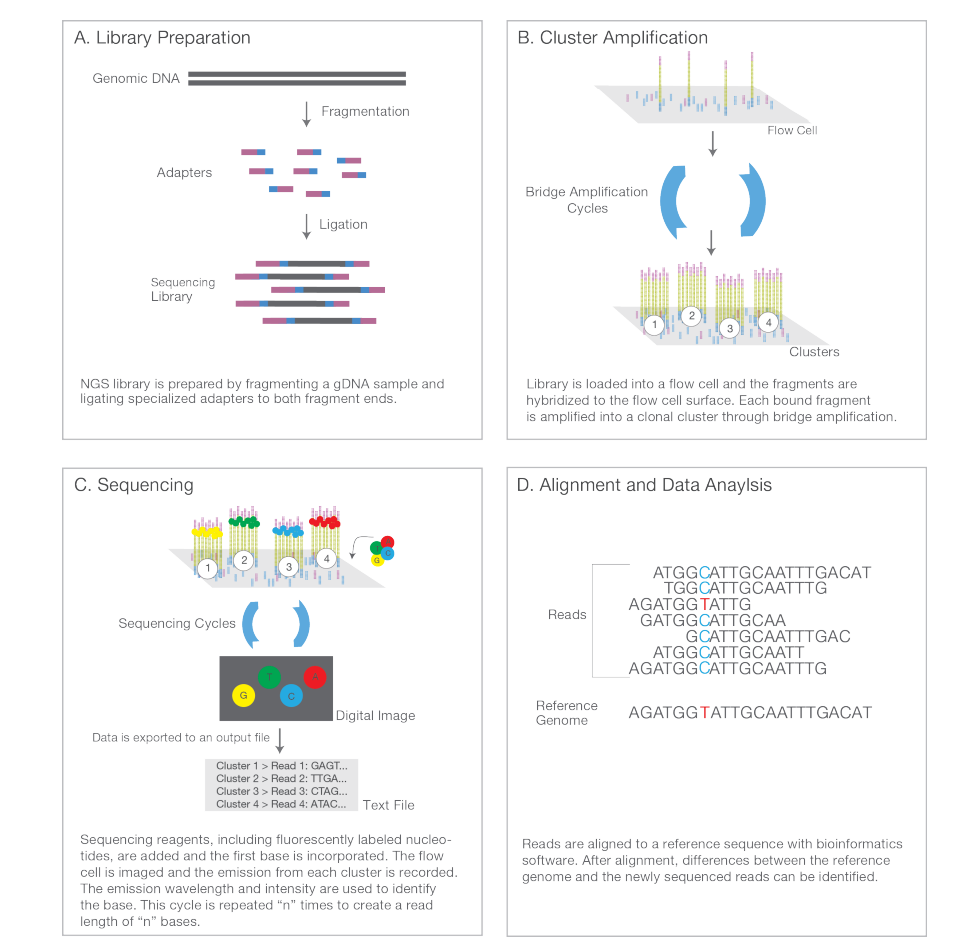 A. Library Preparation
Genomic DNA
Fragmentation
Adapters
Ligation
Sequencing
Library
NGS library is prepared by fragmenting a gDNA sample and
ligating specialized adapters to both fragment ends.
B. Cluster Amplification
Flow Cell
Bridge Amplification
Cycles
1
2
3
4
Clusters
Library is loaded into a flow cell and the fragments are
hybridized to the flow cell surface. Each bound fragment
is amplified into a clonal cluster through bridge amplification.
C. Sequencing
1
2
3
4
A
T
C
G
Sequencing Cycles
T
A
G
C
Digital Image
Data is exported to an output file
Cluster 1 > Read 1: GAGT...
Cluster 2 > Read 2: TTGA...
Cluster 3 > Read 3: CTAG...
Cluster 4 > Read 4: ATAC...
Text File
Sequencing reagents, including fluorescently labeled nucleo-
tides, are added and the first base is incorporated. The flow
cell is imaged and the emission from each cluster is recorded.
The emission wavelength and intensity are used to identify
the base. This cycle is repeated “n” times to create a read
length of “n” bases.
D. Alignment and Data Anaylsis
Reads
ATGGCATTGCAATTTGACAT
TGGCATTGCAATTTG
AGATGGTATTG
GATGGCATTGCAA
GCATTGCAATTTGAC
ATGGCATTGCAATT
AGATGGCATTGCAATTTG
Reference
Genome
AGATGGTATTGCAATTTGACAT
Reads are aligned to a reference sequence with bioinformatics
software. After alignment, differences between the reference
genome and the newly sequenced reads can be identified.